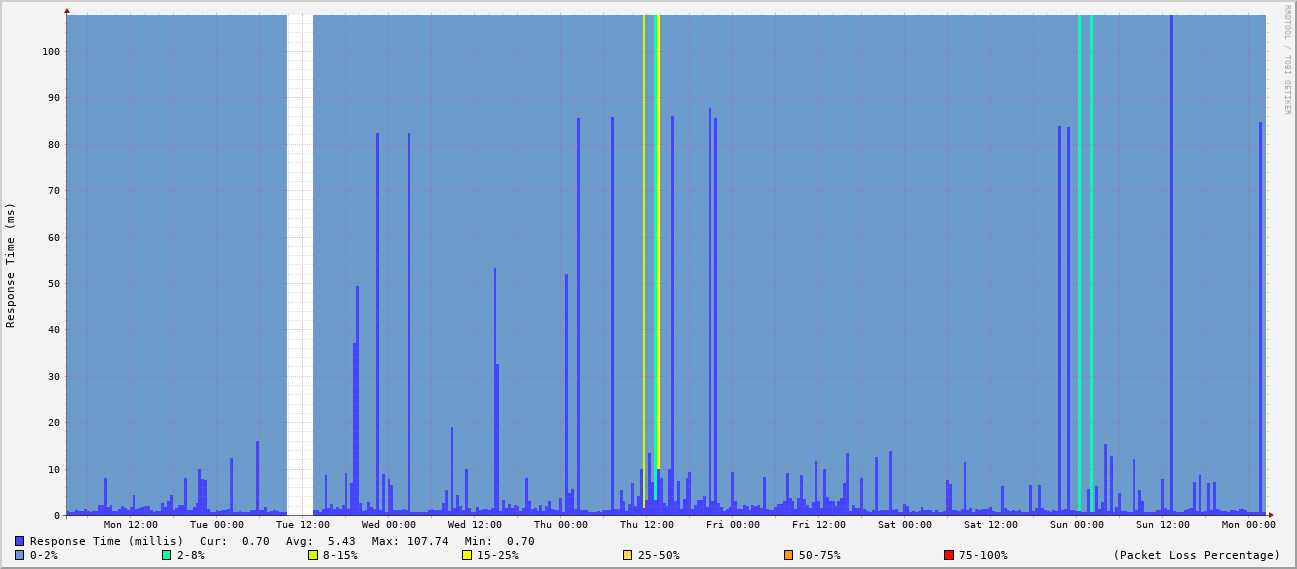 RRDTOOL / TOBI OETIKER
Response Time (ms)
100
90
80
70
60
50
40
30
20
10
0
Mon 12:00 Tue 00:00 Tue 12:00 Wed 00:00 Wed 12:00 Thu 00:00 Thu 12:00 Fri 00:00 Fri 12:00 Sat 00:00 Sat 12:00 Sun 00:00 Sun 12:00 Mon 00:00
Response Time (millis) Cur: 0.70 Avg: 5.43 Max: 107.74 Min: 0.70
0-2% 2-8% 8-15% 15-25% 25-50% 50-75% 75-100% (Packet Loss Percentage)